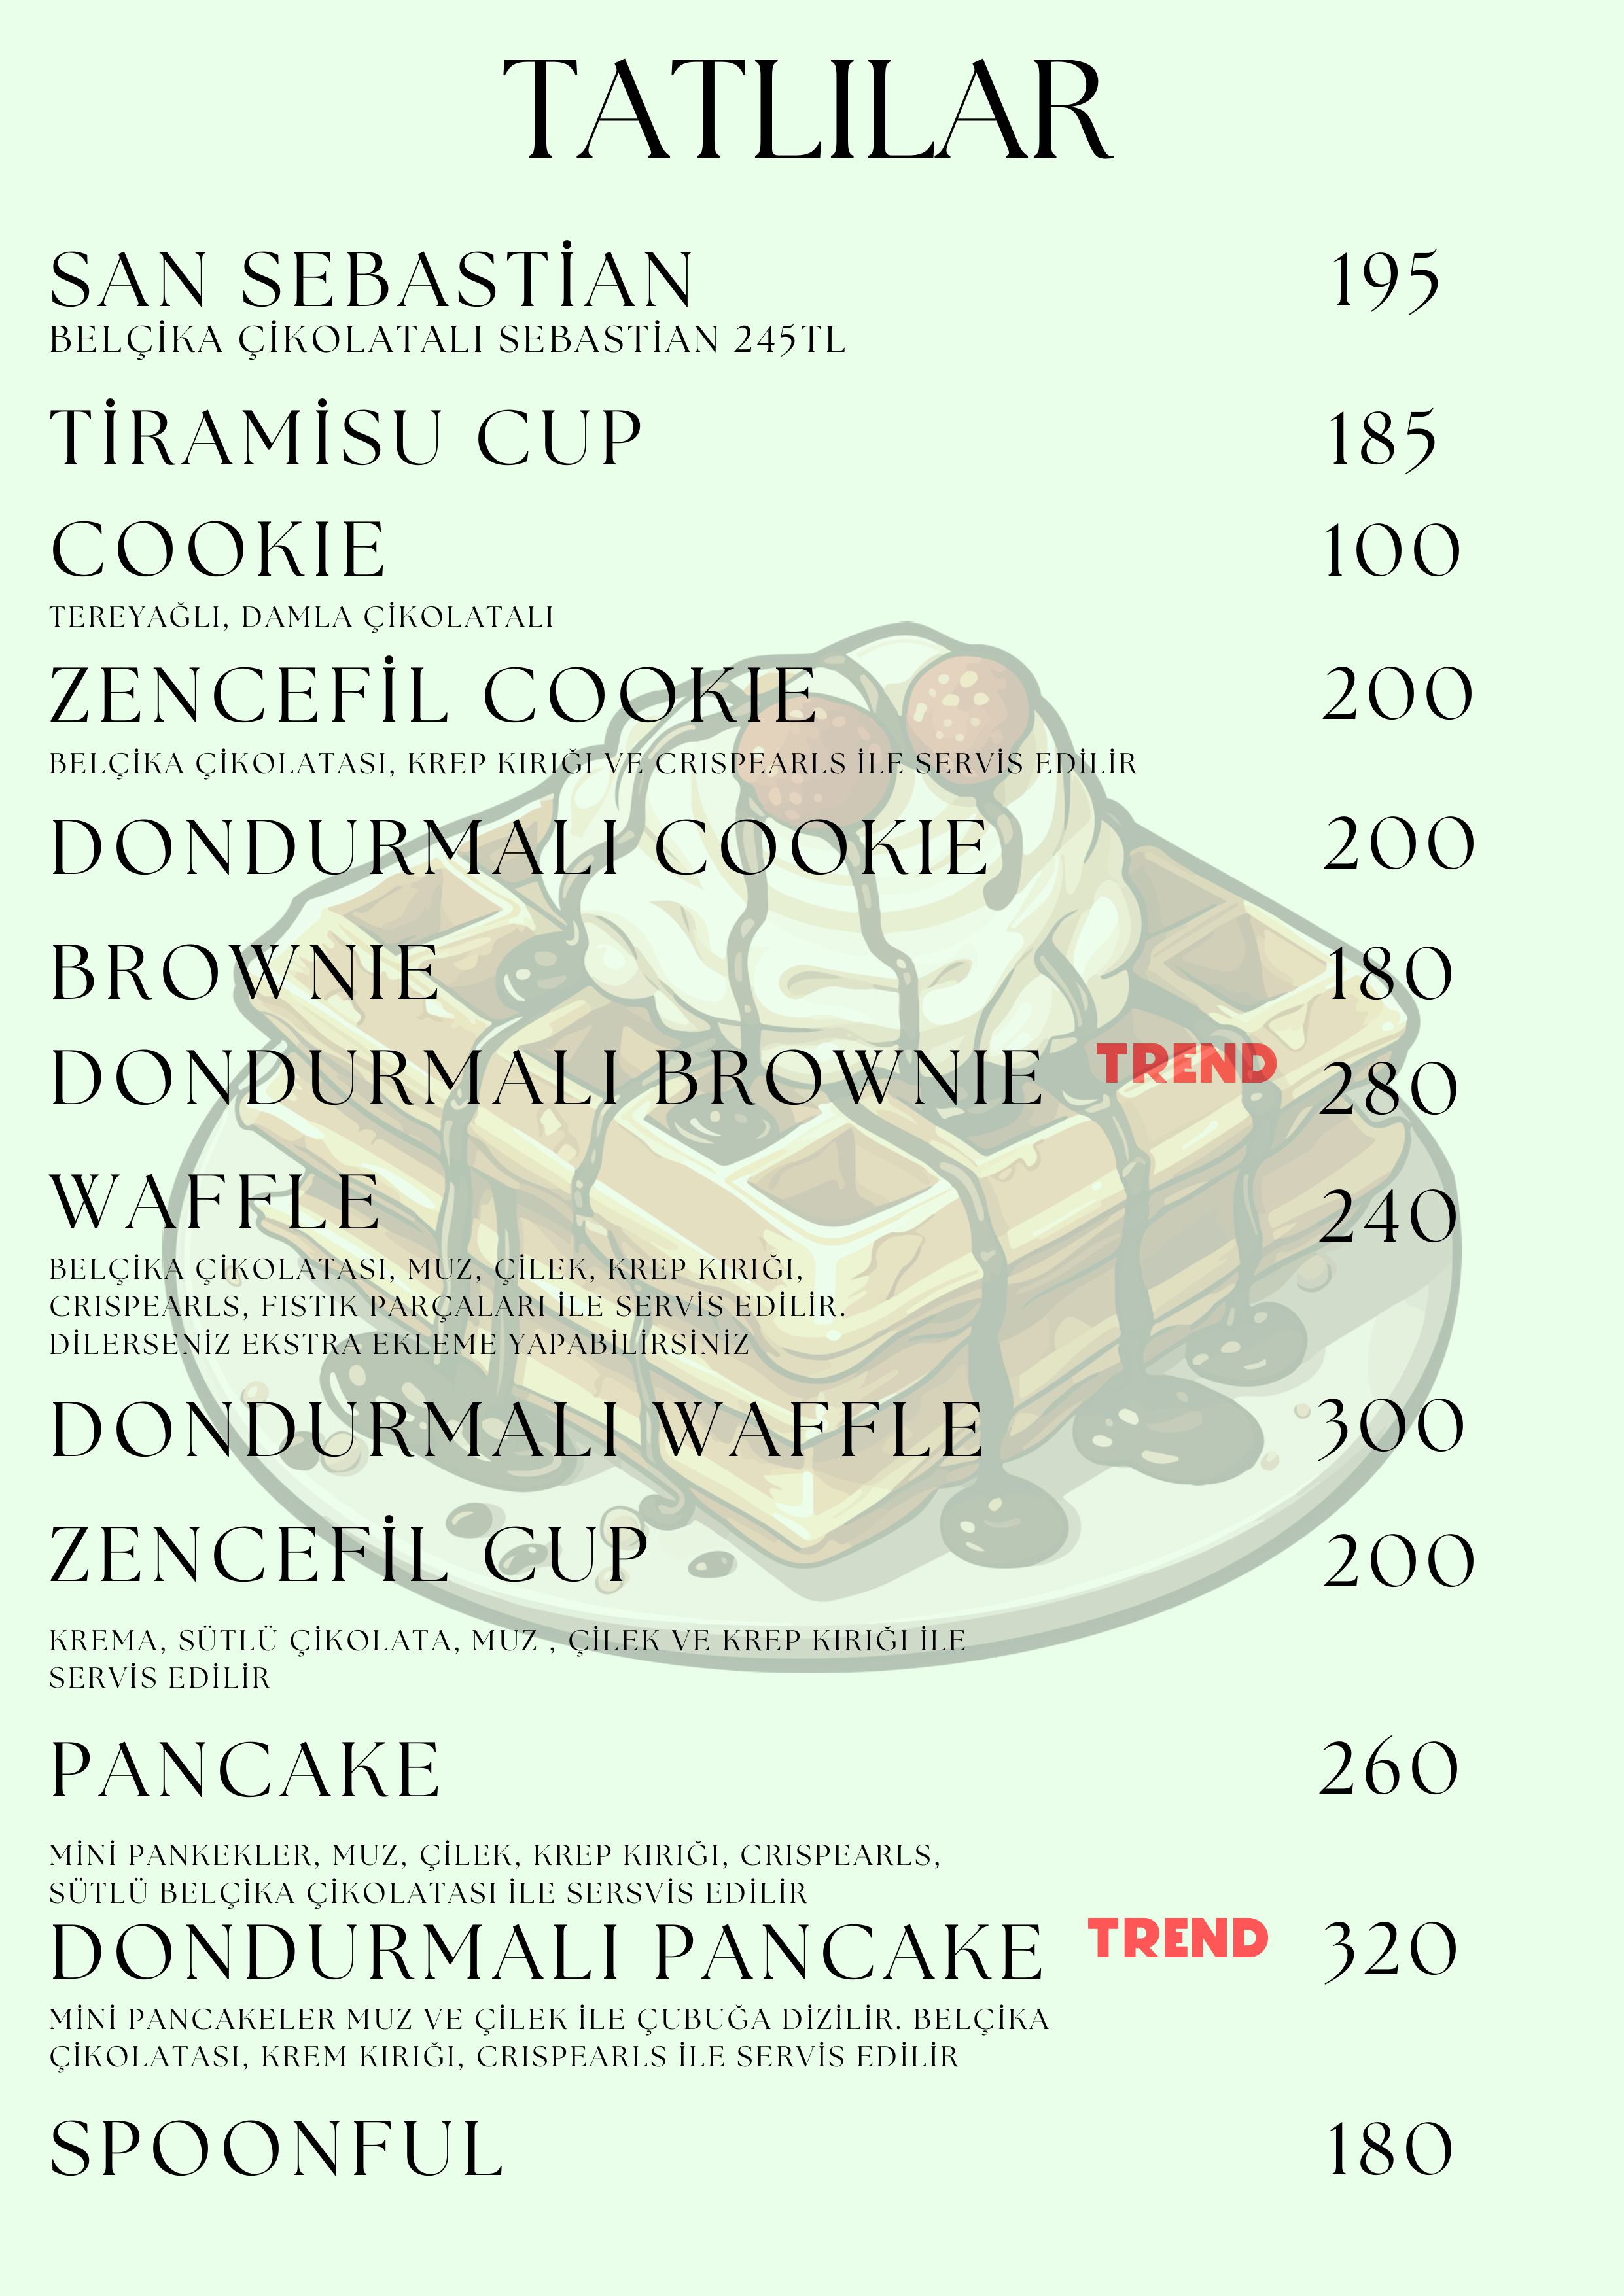 TATLILAR
SAN SEBASTİAN 195
BELÇİKA ÇİKOLATALI SEBASTİAN 245TL
TİRAMİSU CUP 185
COOKIE 100
TEREYAĞLI, DAMLA ÇİKOLATALI
ZENCEFİL COOKIE 200
BELÇİKA ÇİKOLATASI, KREP KIRIĞI VE CRISPEARLS İLE SERVİS EDİLİR
DONDURMALI COOKIE 200
BROWNIE 180
DONDURMALI BROWNIE TREND 280
WAFFLE 240
BELÇİKA ÇİKOLATASI, MUZ, ÇİLEK, KREP KIRIĞI,
CRISPEARLS, FISTIK PARÇALARI İLE SERVİS EDİLİR.
DİLERSENİZ EKSTRA EKLEME YAPABİLİRSİNİZ
DONDURMALI WAFFLE 300
ZENCEFİL CUP 200
KREMA, SÜTLÜ ÇİKOLATA, MUZ , ÇİLEK VE KREP KIRIĞI İLE
SERVİS EDİLİR
PANCAKE 260
MİNİ PANKEKLER, MUZ, ÇİLEK, KREP KIRIĞI, CRISPEARLS,
SÜTLÜ BELÇİKA ÇİKOLATASI İLE SERSVİS EDİLİR
DONDURMALI PANCAKE TREND 320
MİNİ PANCAKELER MUZ VE ÇİLEK İLE ÇUBUĞA DİZİLİR. BELÇİKA
ÇİKOLATASI, KREM KIRIĞI, CRISPEARLS İLE SERVİS EDİLİR
SPOONFUL 180